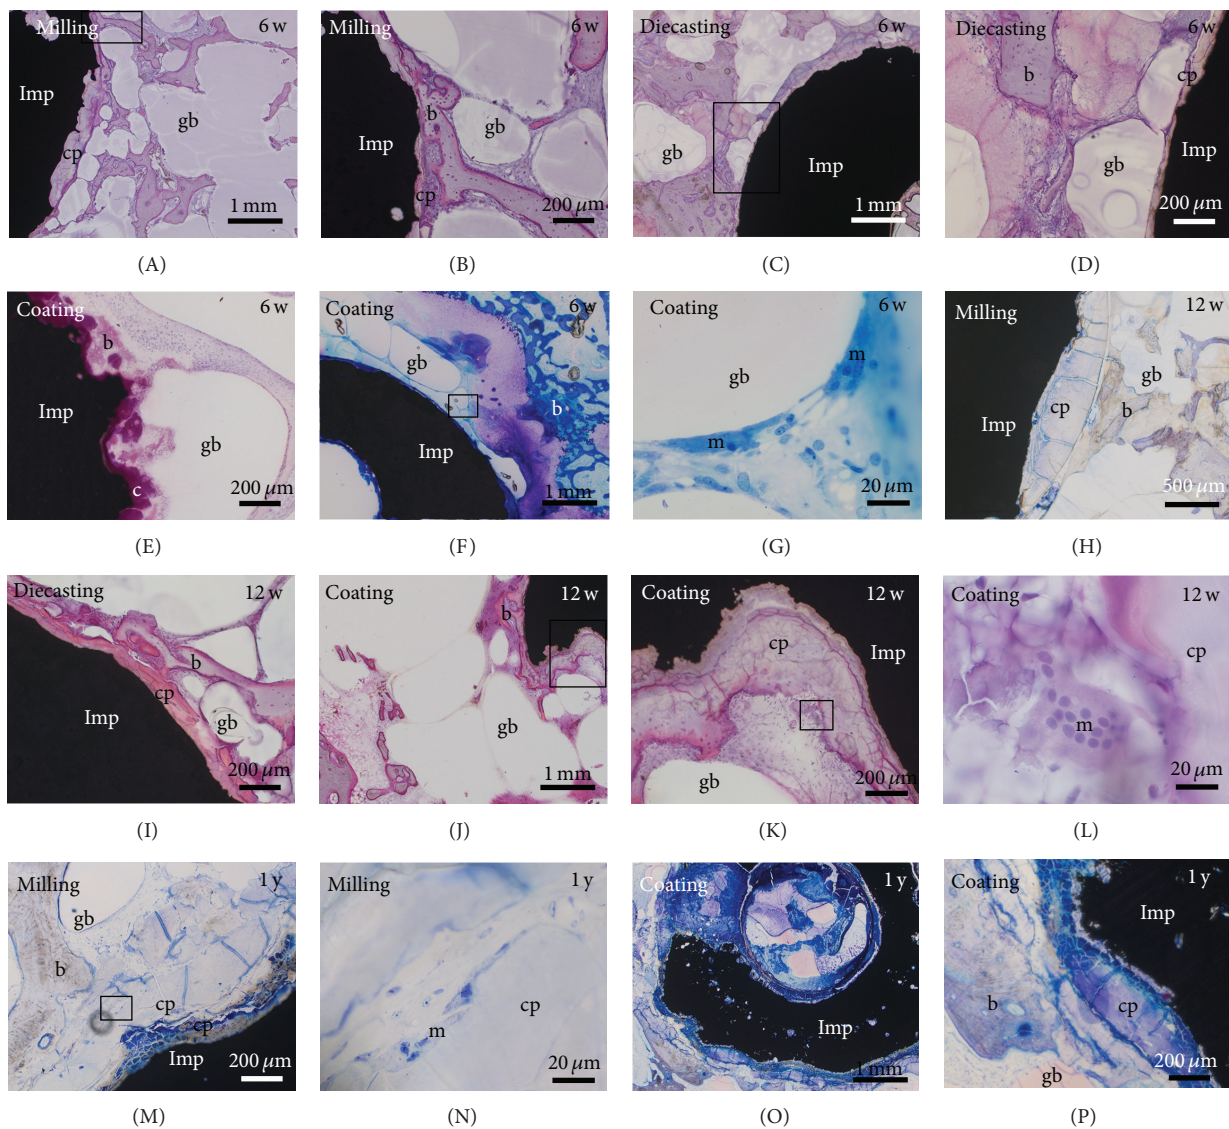 Milling 6 w
Imp
gb
cp
1 mm
(A)
Milling 6 w
b
gb
Imp
cp
200 µm
(B)
Diecasting 6 w
gb
Imp
1 mm
(C)
Diecasting 6 w
b
cp
gb
Imp
200 µm
(D)
Coating 6 w
b
Imp
gb
c
200 µm
(E)
Coating 6 w
gb
b
Imp
1 mm
(F)
Coating 6 w
m
gb
m
20 µm
(G)
Milling 12 w
gb
cp
b
Imp
500 µm
(H)
Diecasting 12 w
b
cp
Imp
gb
200 µm
(I)
Coating 12 w
b
Imp
gb
1 mm
(J)
Coating 12 w
cp
Imp
gb
200 µm
(K)
Coating 12 w
cp
m
20 µm
(L)
Milling 1 y
gb
b
cp
cp
Imp
200 µm
(M)
Milling 1 y
cp
m
20 µm
(N)
Coating 1 y
Imp
1 mm
(O)
Coating 1 y
Imp
b
cp
gb
200 µm
(P)